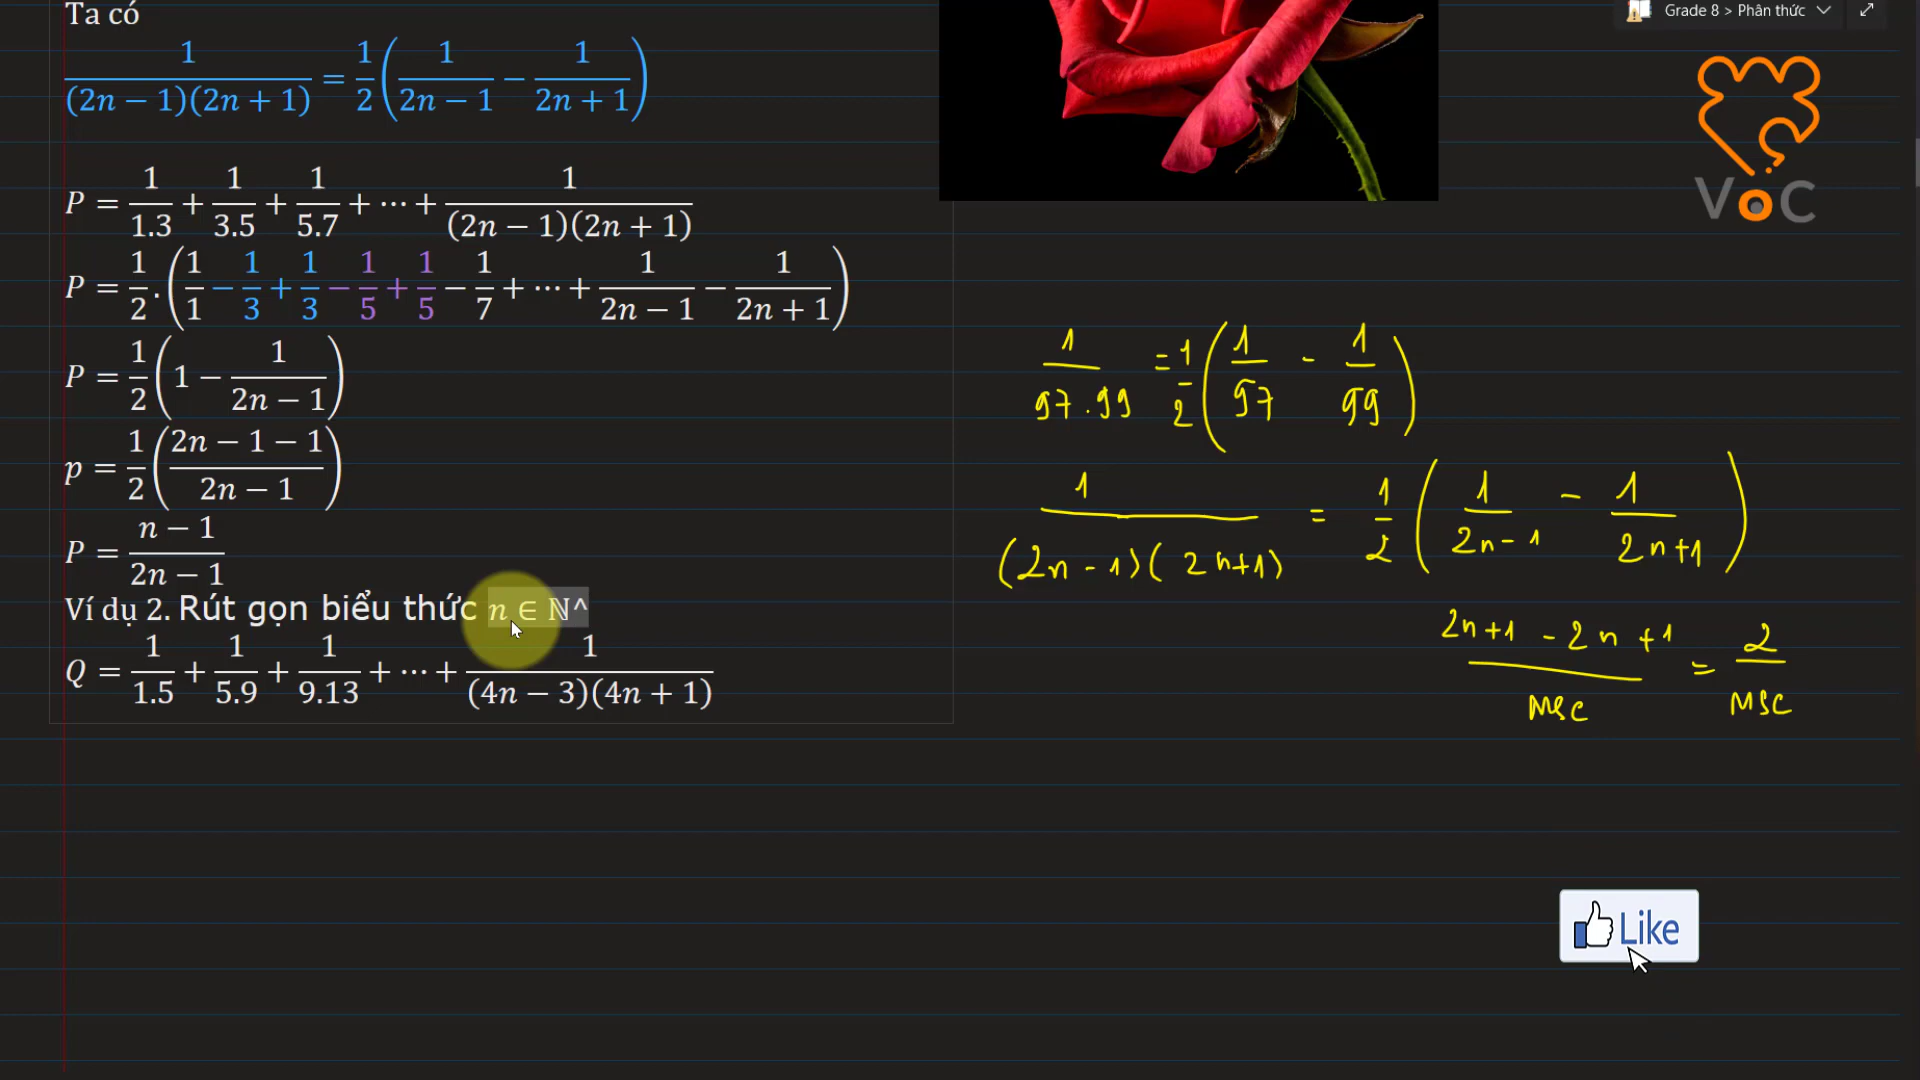 Ta có
1/((2n − 1)(2n + 1)) = 1/2 (1/(2n − 1) − 1/(2n + 1))
P = 1/1.3 + 1/3.5 + 1/5.7 + ⋯ + 1/((2n − 1)(2n + 1))
P = 1/2 . (1/1 − 1/3 + 1/3 − 1/5 + 1/5 − 1/7 + ⋯ + 1/(2n − 1) − 1/(2n + 1))
P = 1/2 (1 − 1/(2n − 1))
p = 1/2 ((2n − 1 − 1)/(2n − 1))
P = (n − 1)/(2n − 1)
Ví dụ 2. Rút gọn biểu thức n ∈ ℕ^
Q = 1/1.5 + 1/5.9 + 1/9.13 + ⋯ + 1/((4n − 3)(4n + 1))
Grade 8 > Phân thức
VOC
1/(97.99) = 1/2 (1/97 - 1/99)
1/((2n - 1)(2n+1)) = 1/2 (1/(2n-1) - 1/(2n+1))
(2n+1 - 2n +1)/MSC = 2/MSC
Like